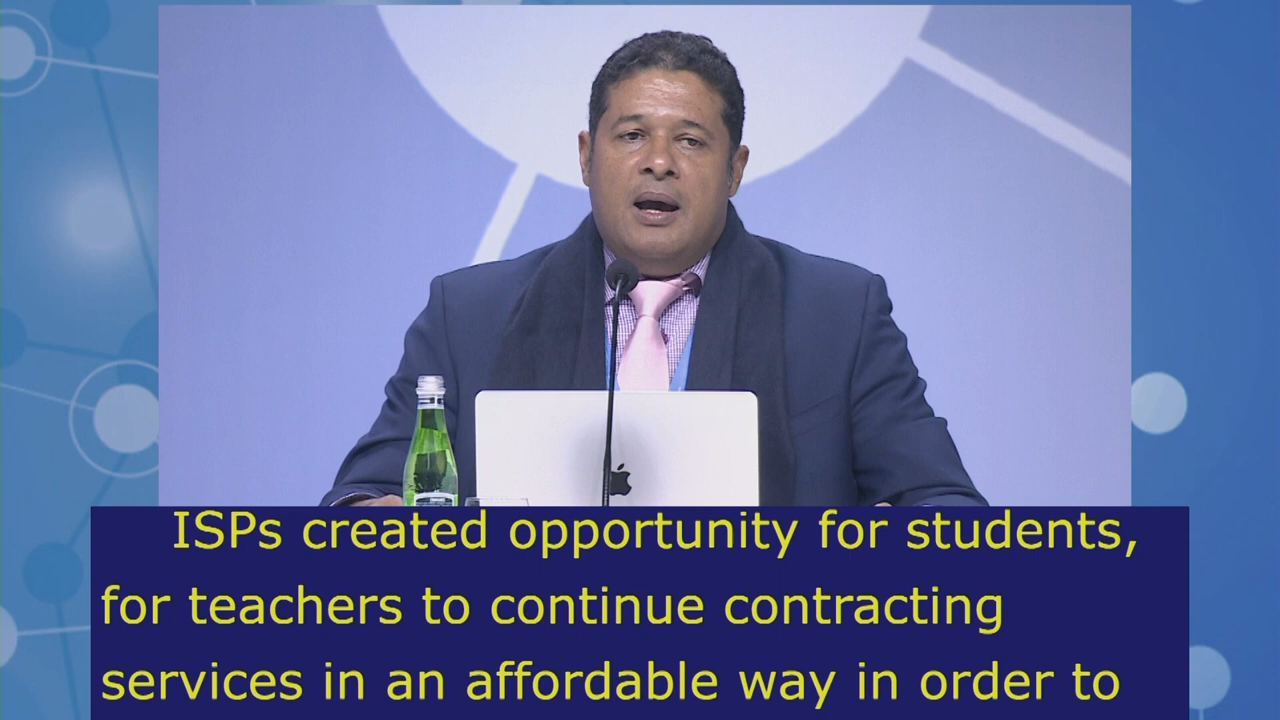 ISPs created opportunity for students,
for teachers to continue contracting
services in an affordable way in order to